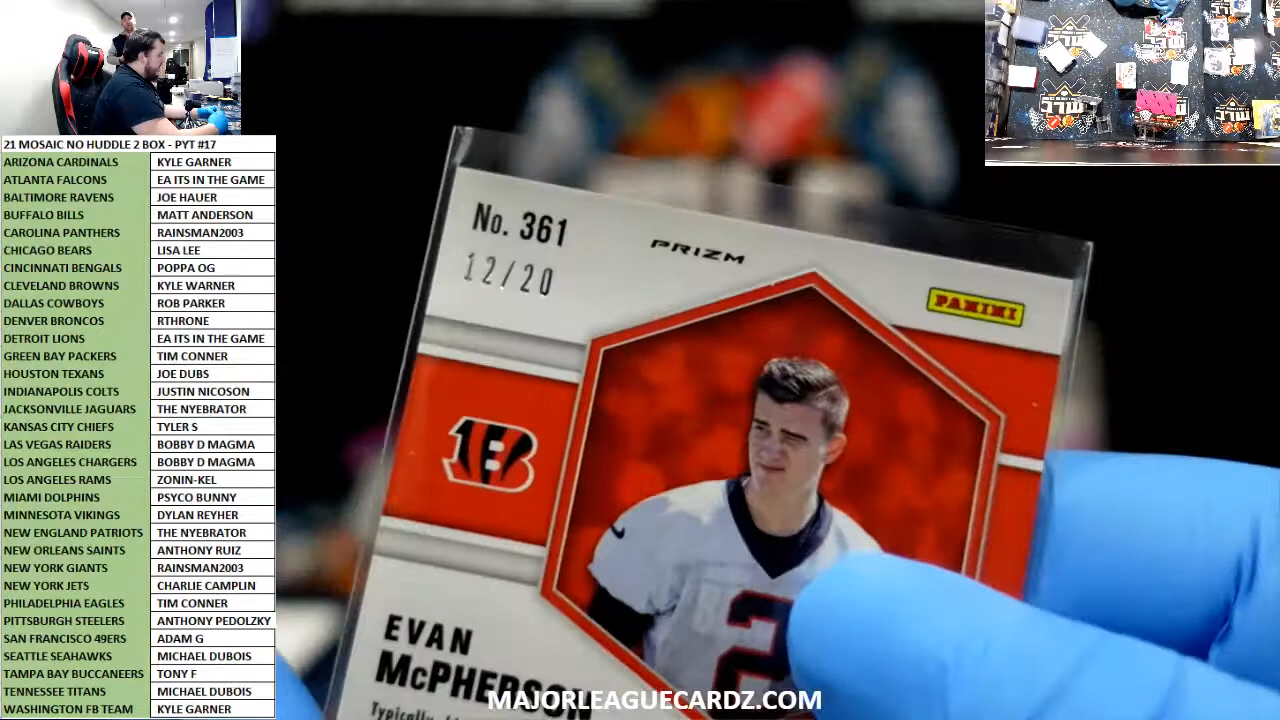 21 MOSAIC NO HUDDLE 2 BOX - PYT #17
ARIZONA CARDINALS KYLE GARNER
ATLANTA FALCONS EA ITS IN THE GAME
BALTIMORE RAVENS JOE HAUER
BUFFALO BILLS MATT ANDERSON
CAROLINA PANTHERS RAINSMAN2003
CHICAGO BEARS LISA LEE
CINCINNATI BENGALS POPPA OG
CLEVELAND BROWNS KYLE WARNER
DALLAS COWBOYS ROB PARKER
DENVER BRONCOS RTHRONE
DETROIT LIONS EA ITS IN THE GAME
GREEN BAY PACKERS TIM CONNER
HOUSTON TEXANS JOE DUBS
INDIANAPOLIS COLTS JUSTIN NICOSON
JACKSONVILLE JAGUARS THE NYEBRATOR
KANSAS CITY CHIEFS TYLER S
LAS VEGAS RAIDERS BOBBY D MAGMA
LOS ANGELES CHARGERS BOBBY D MAGMA
LOS ANGELES RAMS ZONIN-KEL
MIAMI DOLPHINS PSYCO BUNNY
MINNESOTA VIKINGS DYLAN REYHER
NEW ENGLAND PATRIOTS THE NYEBRATOR
NEW ORLEANS SAINTS ANTHONY RUIZ
NEW YORK GIANTS RAINSMAN2003
NEW YORK JETS CHARLIE CAMPLIN
PHILADELPHIA EAGLES TIM CONNER
PITTSBURGH STEELERS ANTHONY PEDOLZKY
SAN FRANCISCO 49ERS ADAM G
SEATTLE SEAHAWKS MICHAEL DUBOIS
TAMPA BAY BUCCANEERS TONY F
TENNESSEE TITANS MICHAEL DUBOIS
WASHINGTON FB TEAM KYLE GARNER
No. 361
12/20
PRIZM
PANINI
B
2
EVAN
McPHERSON
Typically,
MAJORLEAGUECARDZ.COM
MLC